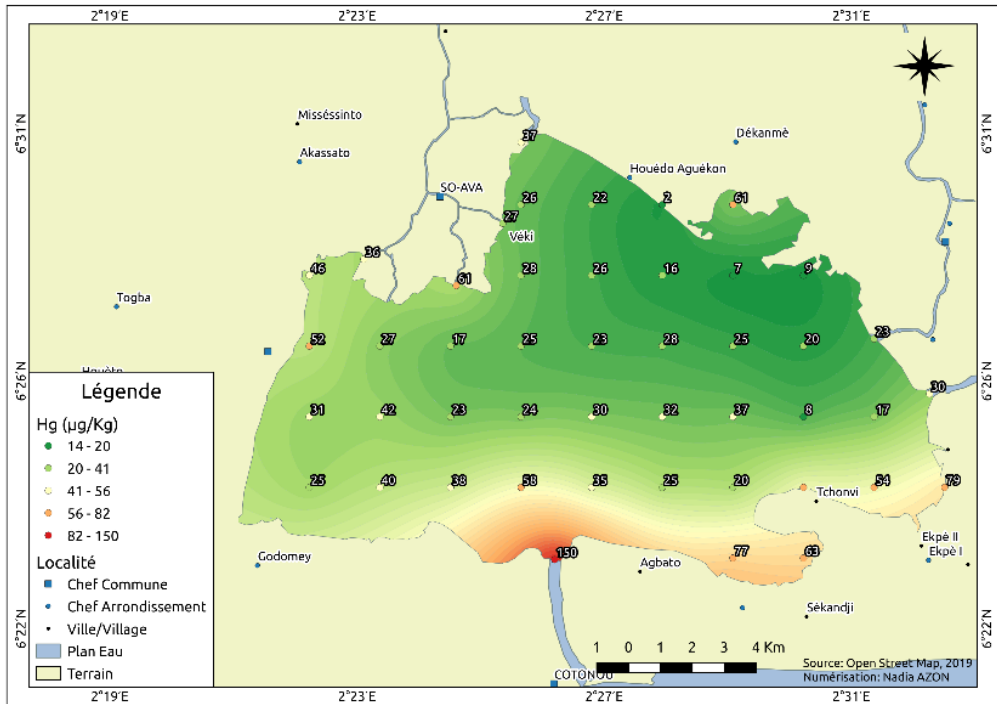 2°19´E 2°23´E 2°27´E 2°31´E
6°31´N
6°31´N
Misséssinto
37
Dékanmè
Akassato
Houédo Aguékon
SO-AVA
26 22 2 61
27
Véki
36
46 61 28 26 16 7 9
Togba
52 27 17 25 23 28 25 20 23
6°26´N
6°26´N
30
31 42 23 24 30 32 37 8 17
25 40 38 58 35 25 20 54 79
Tchonvi
150 77 63
Godomey
Agbato
Ekpè II
Ekpè I
Sékandji
6°22´N
6°22´N
COTONOU
Légende
Hg (µg/Kg)
14 - 20
20 - 41
41 - 56
56 - 82
82 - 150
Localité
Chef Commune
Chef Arrondissement
Ville/Village
Plan Eau
Terrain
1 0 1 2 3 4 Km
Source: Open Street Map, 2019
Numérisation: Nadia AZON
2°19´E 2°23´E 2°27´E 2°31´E